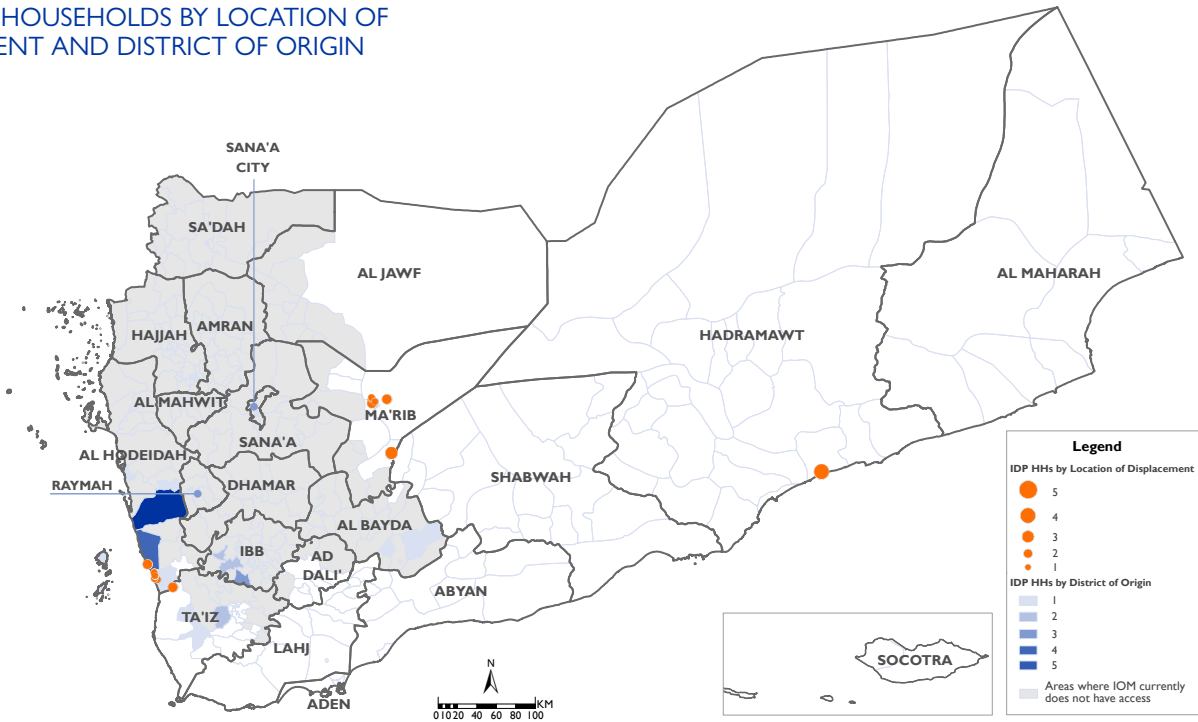 HOUSEHOLDS BY LOCATION OF
ENT AND DISTRICT OF ORIGIN
SANA'A
CITY
SA'DAH
AL JAWF
AL MAHARAH
HAJJAH
AMRAN
HADRAMAWT
AL MAHWIT
MA'RIB
SANA'A
AL HODEIDAH
SHABWAH
RAYMAH
DHAMAR
AL BAYDA
IBB
AD
DALI'
ABYAN
TA'IZ
LAHJ
ADEN
SOCOTRA
N
0 10 20 40 60 80 100 KM
Legend
IDP HHs by Location of Displacement
5
4
3
2
1
IDP HHs by District of Origin
1
2
3
4
5
Areas where IOM currently
does not have access